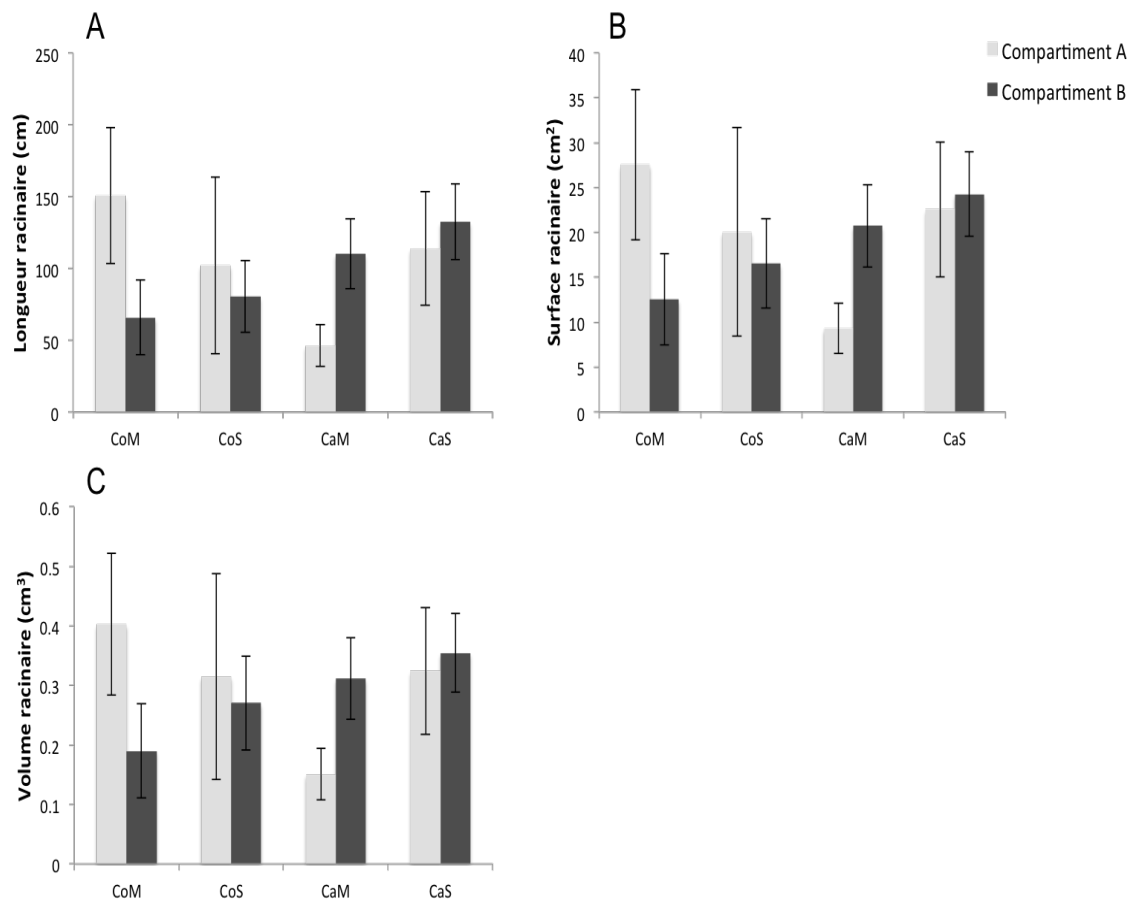 A
Longueur racinaire (cm)
250
200
150
100
50
0
CoM CoS CaM CaS
B
Surface racinaire (cm²)
40
35
30
25
20
15
10
5
0
CoM CoS CaM CaS
Compartiment A
Compartiment B
C
Volume racinaire (cm³)
0.6
0.5
0.4
0.3
0.2
0.1
0
CoM CoS CaM CaS